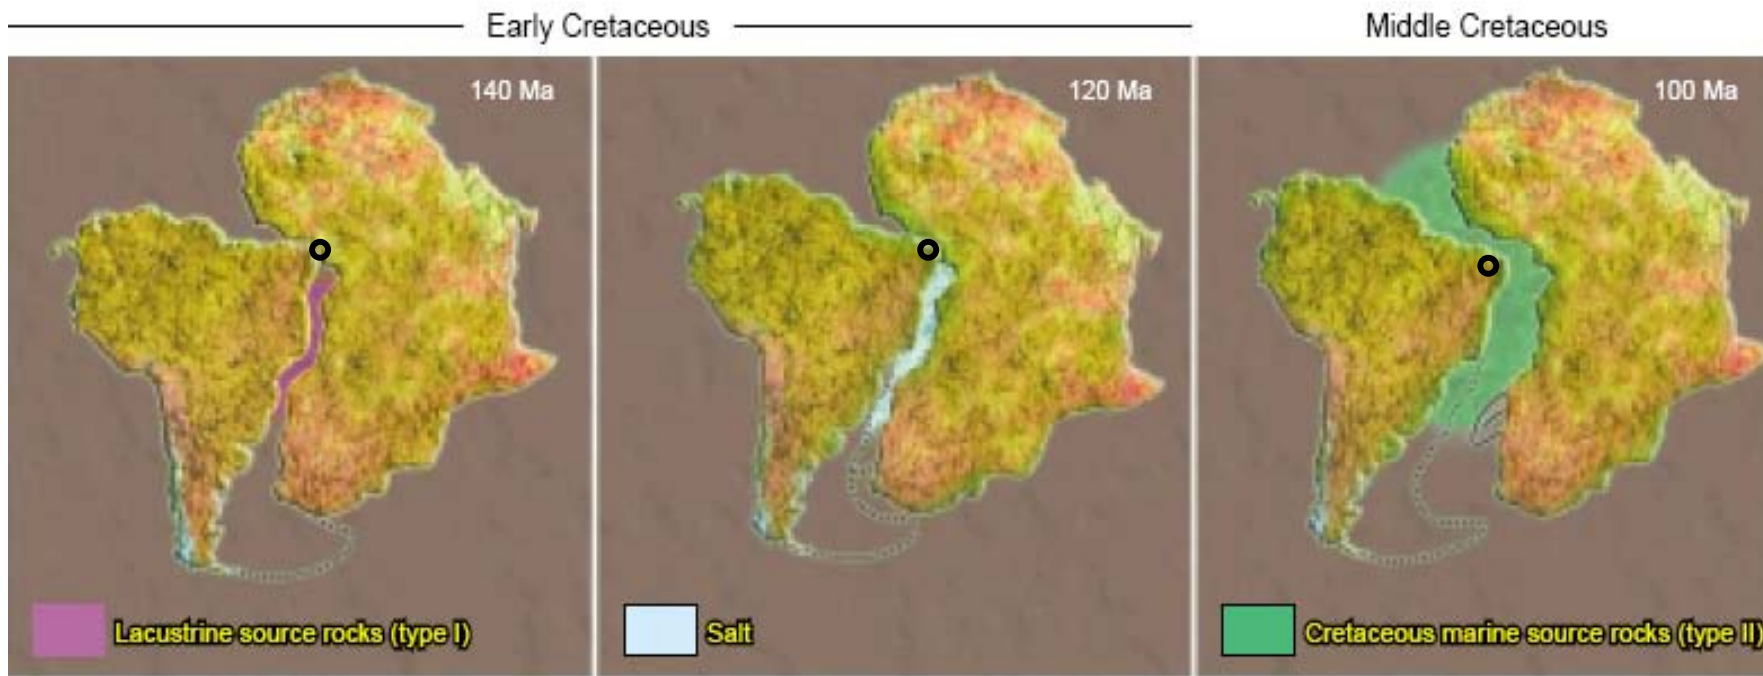 Early Cretaceous
Middle Cretaceous
140 Ma
120 Ma
100 Ma
Lacustrine source rocks (type I)
Salt
Cretaceous marine source rocks (type II)